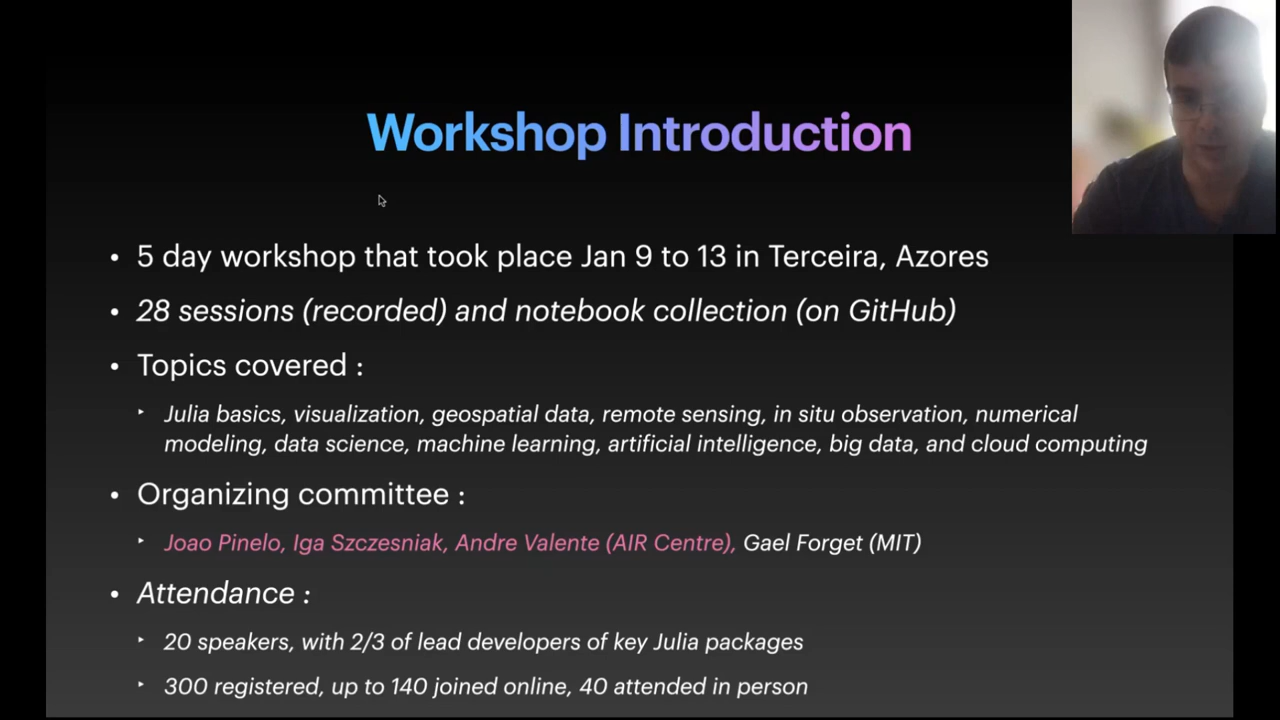 Workshop Introduction
• 5 day workshop that took place Jan 9 to 13 in Terceira, Azores
• 28 sessions (recorded) and notebook collection (on GitHub)
• Topics covered :
‣ Julia basics, visualization, geospatial data, remote sensing, in situ observation, numerical
modeling, data science, machine learning, artificial intelligence, big data, and cloud computing
• Organizing committee :
‣ Joao Pinelo, Iga Szczesniak, Andre Valente (AIR Centre), Gael Forget (MIT)
• Attendance :
‣ 20 speakers, with 2/3 of lead developers of key Julia packages
‣ 300 registered, up to 140 joined online, 40 attended in person